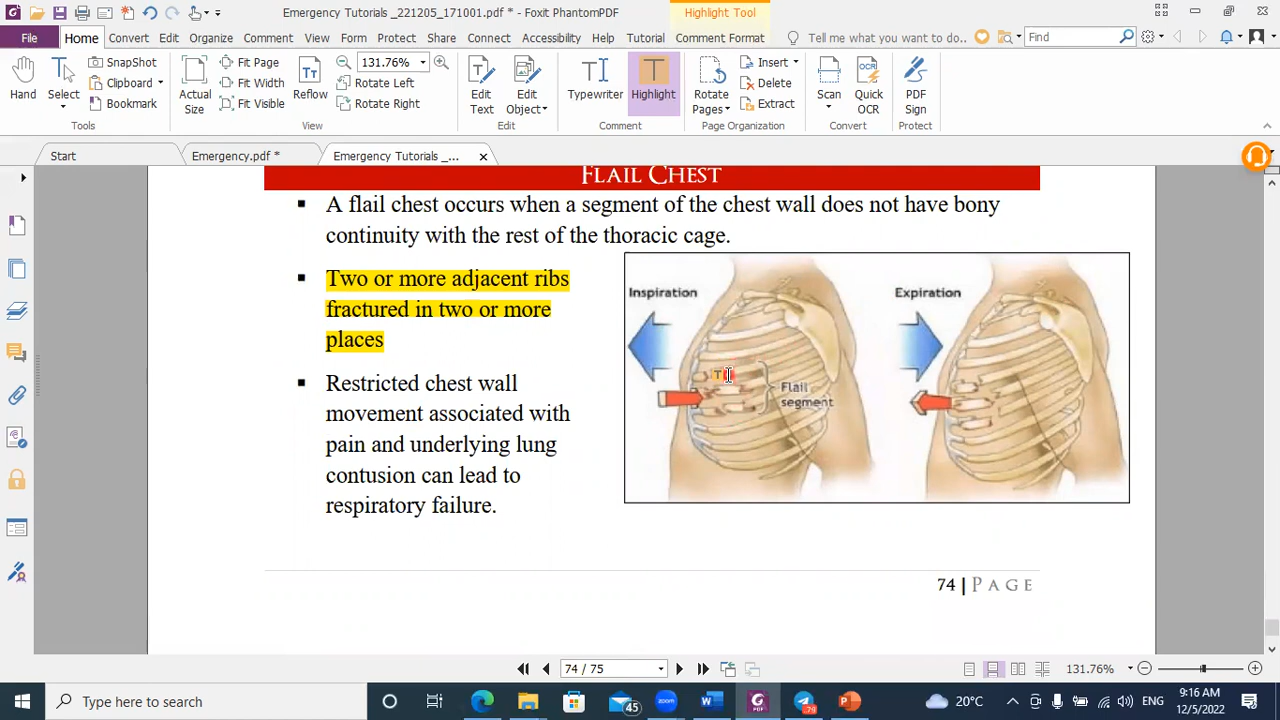 Emergency Tutorials _221205_171001.pdf * - Foxit PhantomPDF
Highlight Tool
File Home Convert Edit Organize Comment View Form Protect Share Connect Accessibility Help Tutorial Comment Format
Tell me what you want to do...
Find
Hand
Select
SnapShot
Clipboard
Bookmark
Tools
Actual Size
Fit Page
Fit Width
Fit Visible
Reflow
131.76%
Rotate Left
Rotate Right
View
Edit Text
Edit Object
Edit
Typewriter
Highlight
Comment
Rotate Pages
Insert
Delete
Extract
Page Organization
Scan
Quick OCR
Convert
PDF Sign
Protect
Start
Emergency.pdf *
Emergency Tutorials _...
FLAIL CHEST
▪ A flail chest occurs when a segment of the chest wall does not have bony
continuity with the rest of the thoracic cage.
▪ Two or more adjacent ribs
fractured in two or more
places
▪ Restricted chest wall
movement associated with
pain and underlying lung
contusion can lead to
respiratory failure.
Inspiration
Expiration
Flail
segment
74 | PAGE
74 / 75
131.76%
Type here to search
45
zoom
79
20°C
ENG
9:16 AM
12/5/2022